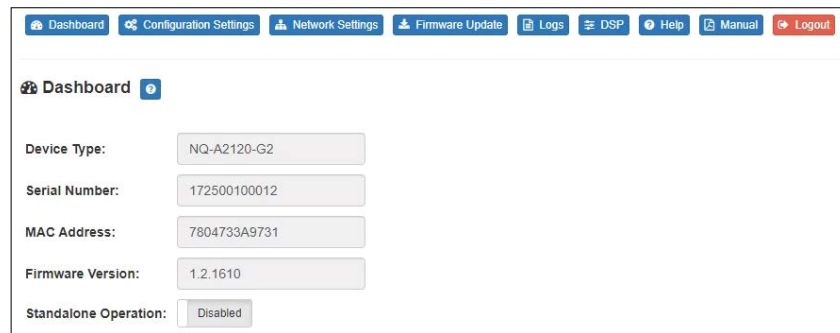 Dashboard Configuration Settings Network Settings Firmware Update Logs DSP Help Manual Logout
Dashboard
Device Type: NQ-A2120-G2
Serial Number: 172500100012
MAC Address: 7804733A9731
Firmware Version: 1.2.1610
Standalone Operation: Disabled